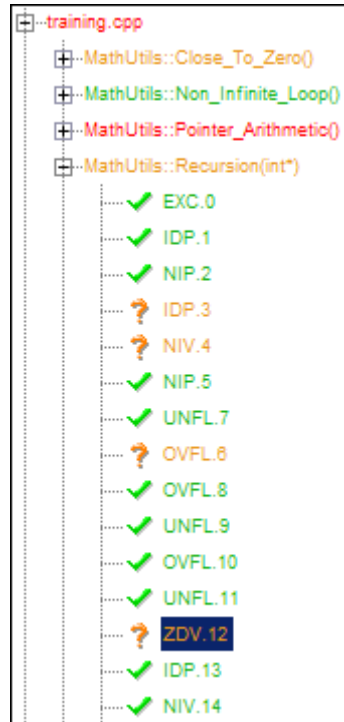 training.cpp
MathUtils::Close_To_Zero()
MathUtils::Non_Infinite_Loop()
MathUtils::Pointer_Arithmetic()
MathUtils::Recursion(int*)
EXC.0
IDP.1
NIP.2
IDP.3
NIV.4
NIP.5
UNFL.7
OVFL.6
OVFL.8
UNFL.9
OVFL.10
UNFL.11
ZDV.12
IDP.13
NIV.14